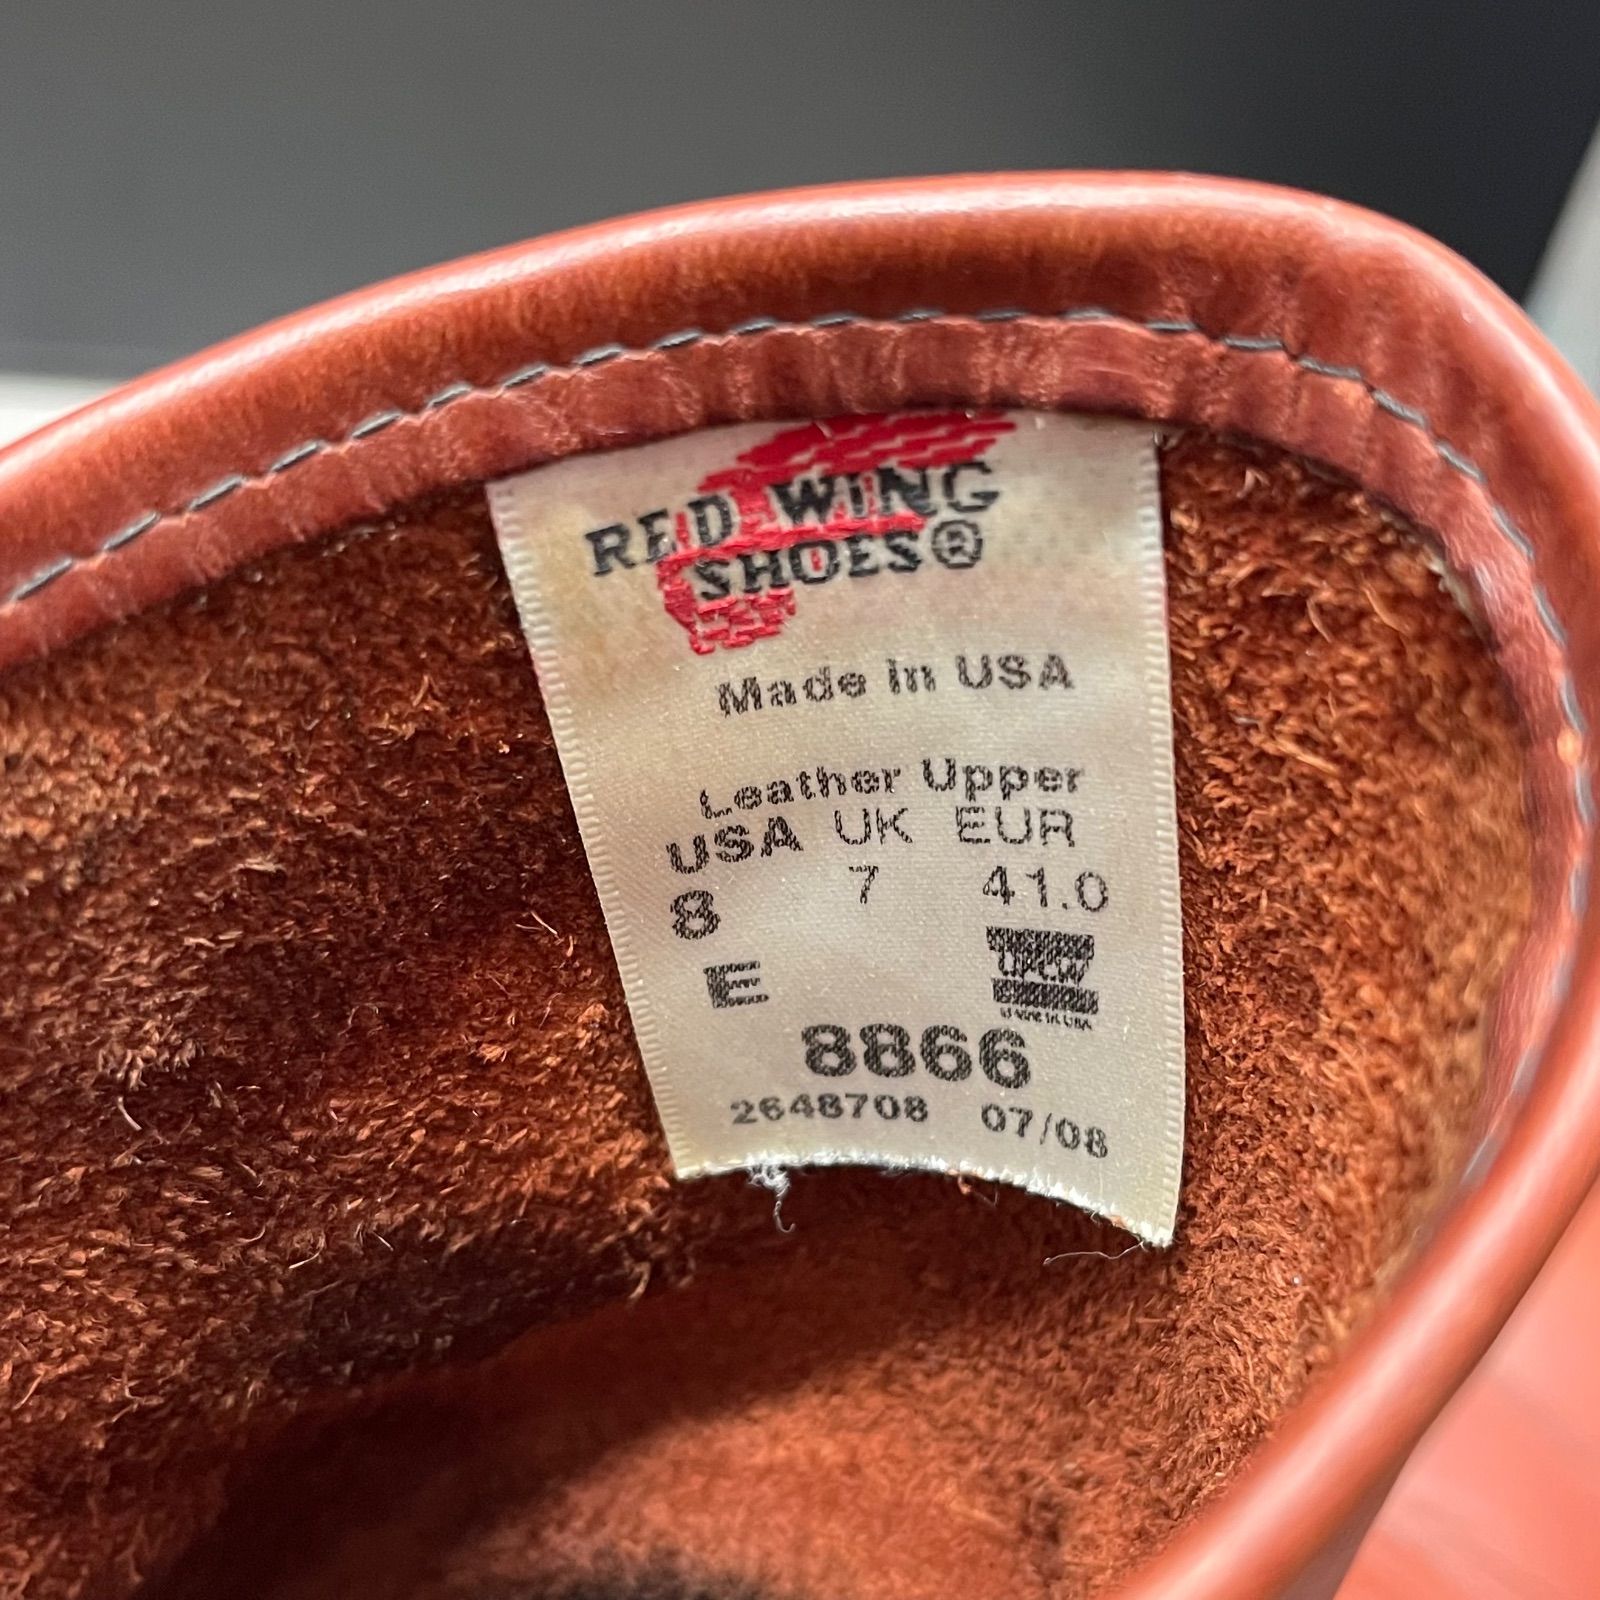 RED WING
SHOES®
Made in USA
Leather Upper
USA UK EUR
8 7 41.0
E
8866
2648708 07/08